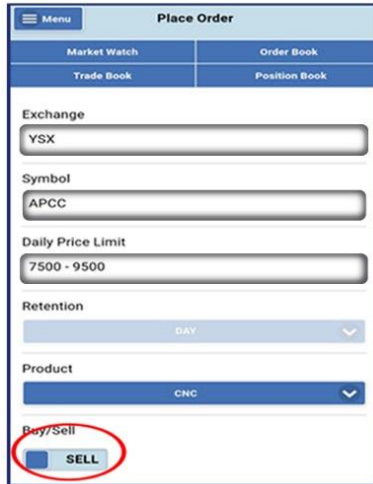 Menu
Place Order
Market Watch
Order Book
Trade Book
Position Book
Exchange
YSX
Symbol
APCC
Daily Price Limit
7500 - 9500
Retention
DAY
Product
CNC
Buy/Sell
SELL